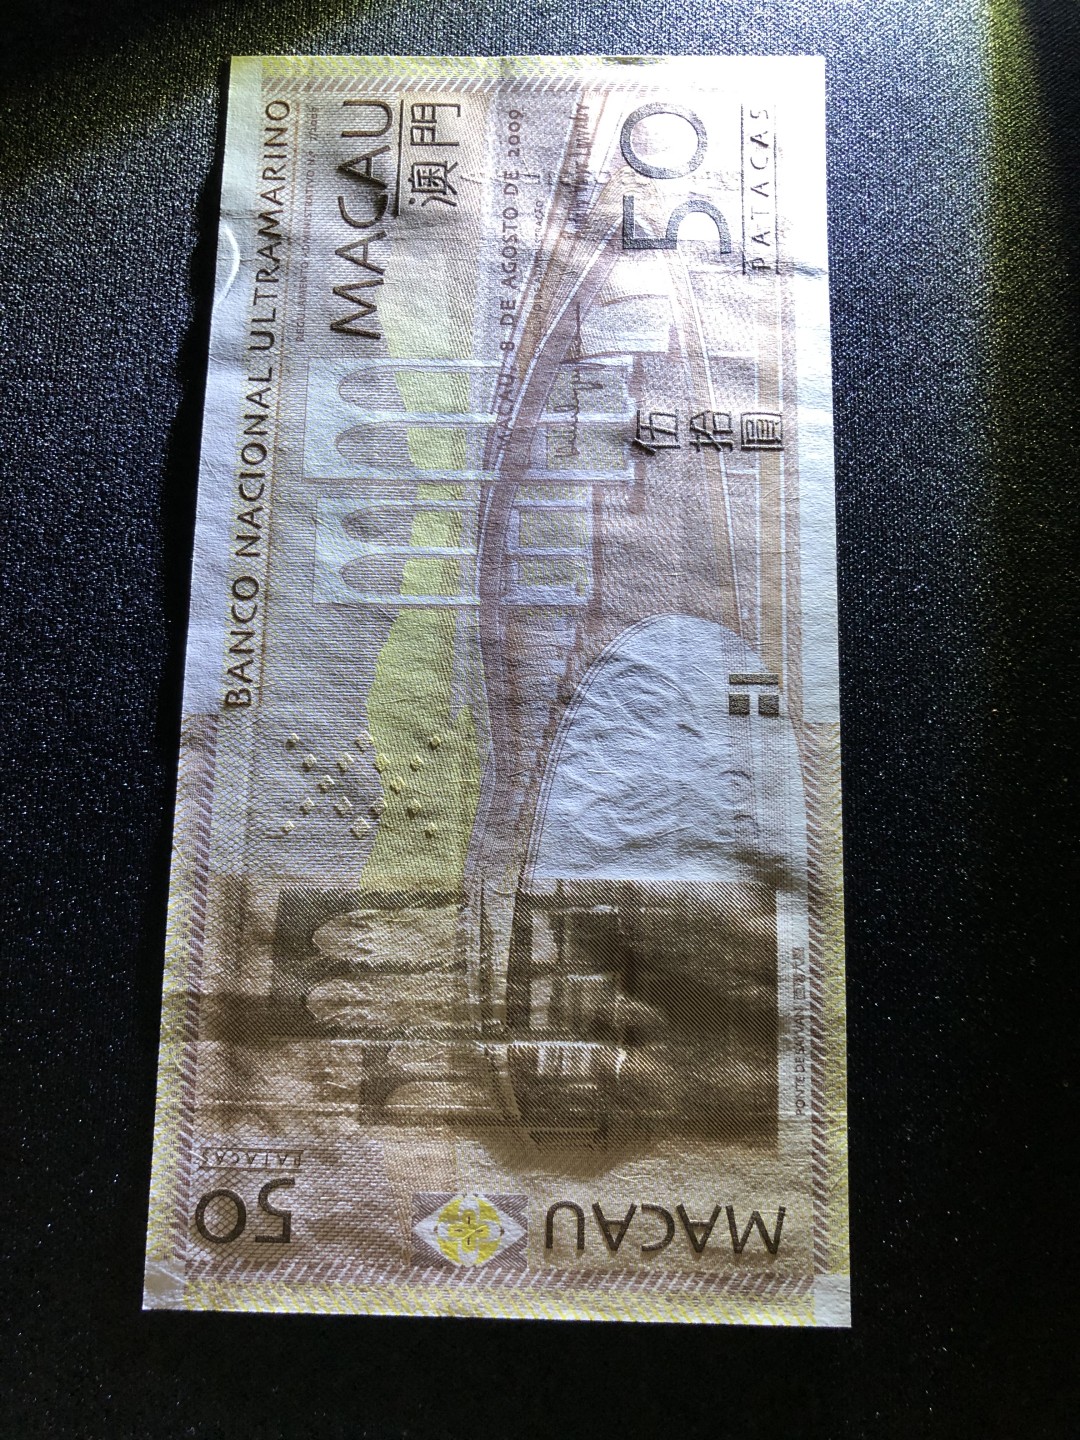 BANCO NACIONAL ULTRAMARINO
MACAU
澳門
MACAU, 8 DE AGOSTO DE 2009
50
PATACAS
伍拾圓
50
PATACAS
MACAU